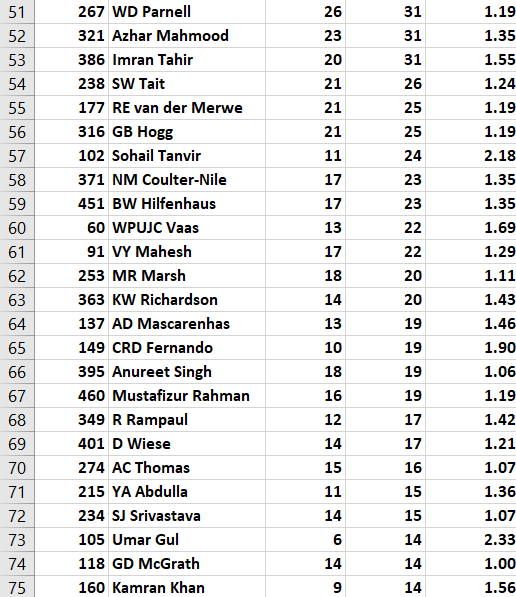 51 267 WD Parnell 26 31 1.19
52 321 Azhar Mahmood 23 31 1.35
53 386 Imran Tahir 20 31 1.55
54 238 SW Tait 21 26 1.24
55 177 RE van der Merwe 21 25 1.19
56 316 GB Hogg 21 25 1.19
57 102 Sohail Tanvir 11 24 2.18
58 371 NM Coulter-Nile 17 23 1.35
59 451 BW Hilfenhaus 17 23 1.35
60 60 WPUJC Vaas 13 22 1.69
61 91 VY Mahesh 17 22 1.29
62 253 MR Marsh 18 20 1.11
63 363 KW Richardson 14 20 1.43
64 137 AD Mascarenhas 13 19 1.46
65 149 CRD Fernando 10 19 1.90
66 395 Anureet Singh 18 19 1.06
67 460 Mustafizur Rahman 16 19 1.19
68 349 R Rampaul 12 17 1.42
69 401 D Wiese 14 17 1.21
70 274 AC Thomas 15 16 1.07
71 215 YA Abdulla 11 15 1.36
72 234 SJ Srivastava 14 15 1.07
73 105 Umar Gul 6 14 2.33
74 118 GD McGrath 14 14 1.00
75 160 Kamran Khan 9 14 1.56